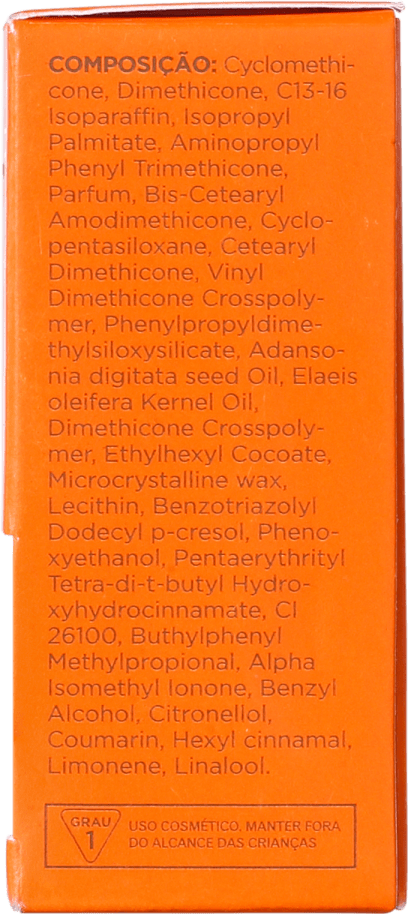 COMPOSIÇÃO: Cyclomethi-
cone, Dimethicone, C13-16
Isoparaffin, Isopropyl
Palmitate, Aminopropyl
Phenyl Trimethicone,
Parfum, Bis-Cetearyl
Amodimethicone, Cyclo-
pentasiloxane, Cetearyl
Dimethicone, Vinyl
Dimethicone Crosspoly-
mer, Phenylpropyldime-
thylsiloxysilicate, Adanso-
nia digitata seed Oil, Elaeis
oleifera Kernel Oil,
Dimethicone Crosspoly-
mer, Ethylhexyl Cocoate,
Microcrystalline wax,
Lecithin, Benzotriazolyl
Dodecyl p-cresol, Pheno-
xyethanol, Pentaerythrityl
Tetra-di-t-butyl Hydro-
xyhydrocinnamate, CI
26100, Buthylphenyl
Methylpropional, Alpha
Isomethyl Ionone, Benzyl
Alcohol, Citronellol,
Coumarin, Hexyl cinnamal,
Limonene, Linalool.
GRAU
1
USO COSMÉTICO. MANTER FORA
DO ALCANCE DAS CRIANÇAS